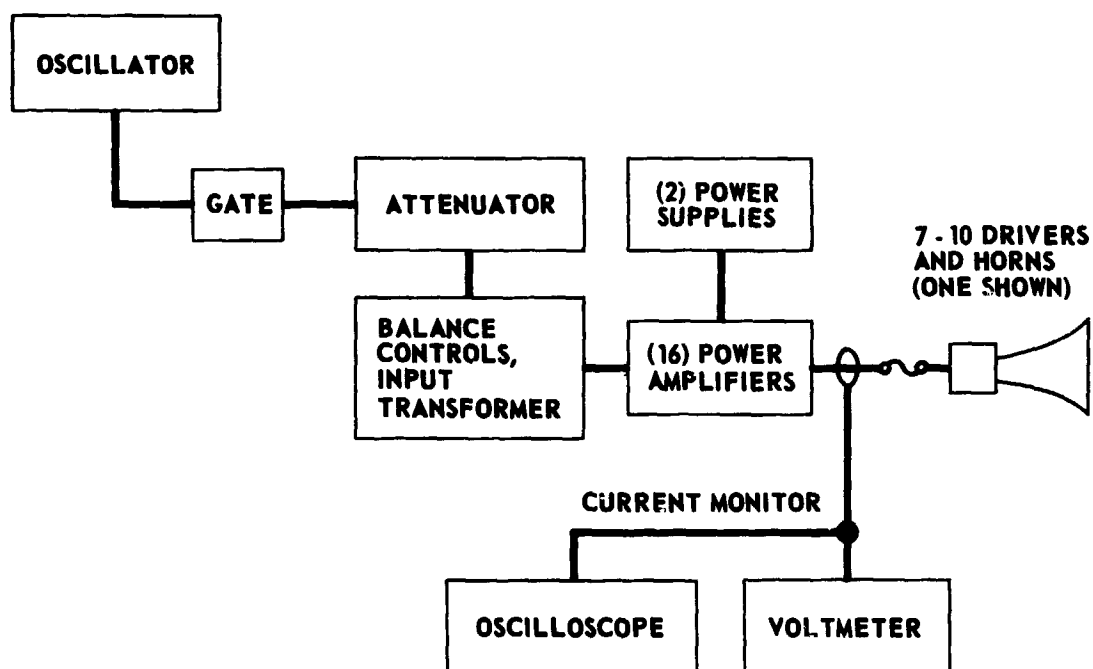 OSCILLATOR
GATE
ATTENUATOR
(2) POWER
SUPPLIES
7 - 10 DRIVERS
AND HORNS
(ONE SHOWN)
BALANCE
CONTROLS,
INPUT
TRANSFORMER
(16) POWER
AMPLIFIERS
CURRENT MONITOR
OSCILLOSCOPE
VOLTMETER